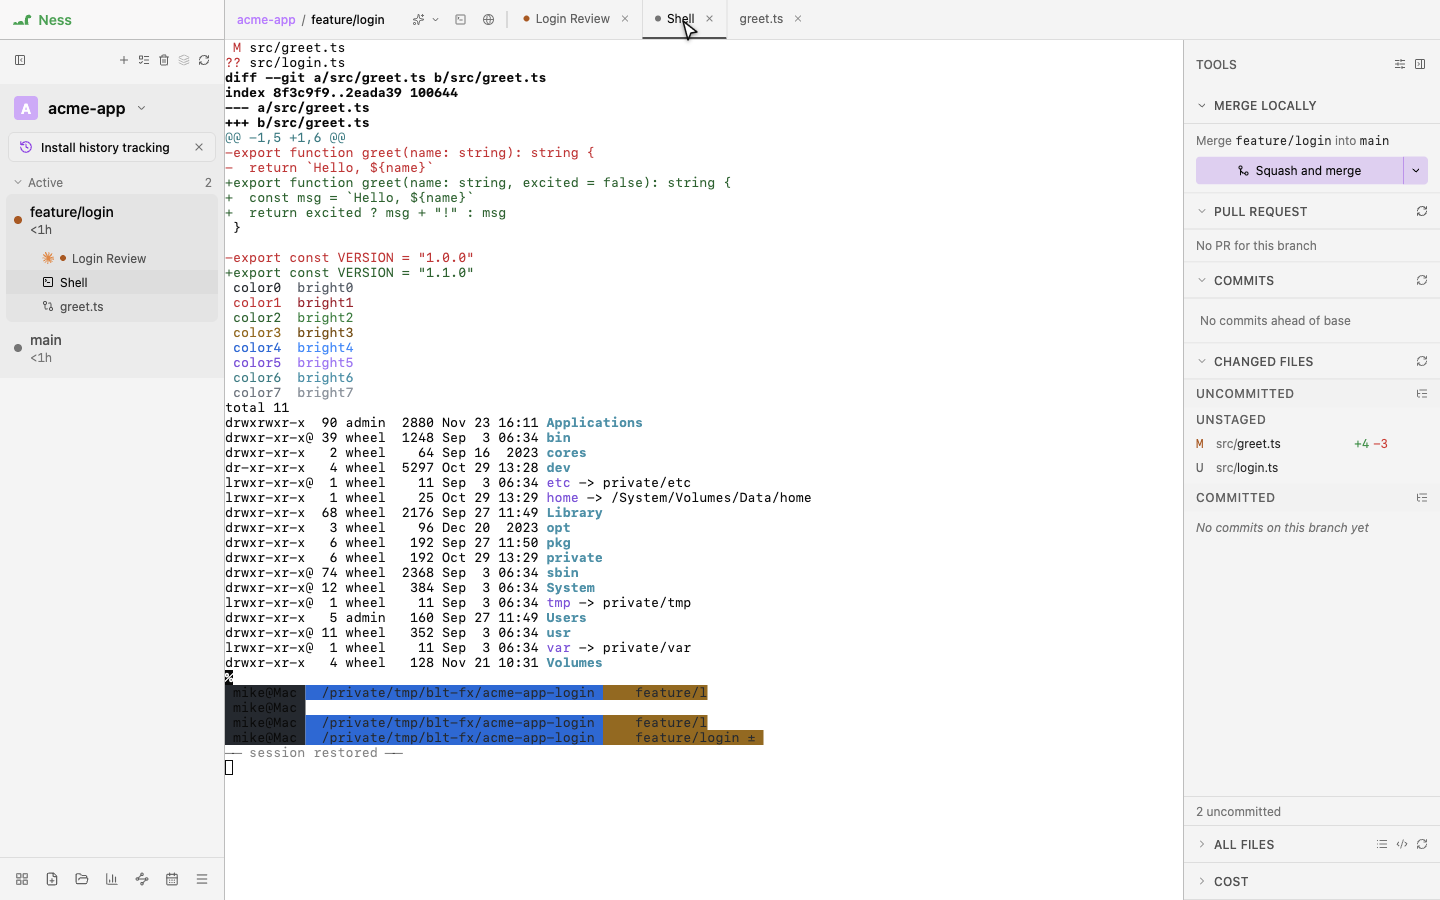 Ness
acme-app / feature/login
Login Review
Shell
greet.ts
A
acme-app
Install history tracking
Active 2
feature/login
<1h
Login Review
Shell
greet.ts
main
<1h
 M src/greet.ts
?? src/login.ts
diff --git a/src/greet.ts b/src/greet.ts
index 8f3c9f9..2eada39 100644
--- a/src/greet.ts
+++ b/src/greet.ts
@@ -1,5 +1,6 @@
-export function greet(name: string): string {
-  return `Hello, ${name}`
+export function greet(name: string, excited = false): string {
+  const msg = `Hello, ${name}`
+  return excited ? msg + "!" : msg
 }
-export const VERSION = "1.0.0"
+export const VERSION = "1.1.0"
 color0  bright0
 color1  bright1
 color2  bright2
 color3  bright3
 color4  bright4
 color5  bright5
 color6  bright6
 color7  bright7
total 11
drwxrwxr-x  90 admin  2880 Nov 23 16:11 Applications
drwxr-xr-x@ 39 wheel  1248 Sep  3 06:34 bin
drwxr-xr-x   2 wheel    64 Sep 16  2023 cores
dr-xr-xr-x   4 wheel  5297 Oct 29 13:28 dev
lrwxr-xr-x@  1 wheel    11 Sep  3 06:34 etc -> private/etc
lrwxr-xr-x   1 wheel    25 Oct 29 13:29 home -> /System/Volumes/Data/home
drwxr-xr-x  68 wheel  2176 Sep 27 11:49 Library
drwxr-xr-x   3 wheel    96 Dec 20  2023 opt
drwxr-xr-x   6 wheel   192 Sep 27 11:50 pkg
drwxr-xr-x   6 wheel   192 Oct 29 13:29 private
drwxr-xr-x@ 74 wheel  2368 Sep  3 06:34 sbin
drwxr-xr-x@ 12 wheel   384 Sep  3 06:34 System
lrwxr-xr-x@  1 wheel    11 Sep  3 06:34 tmp -> private/tmp
drwxr-xr-x   5 admin   160 Sep 27 11:49 Users
drwxr-xr-x@ 11 wheel   352 Sep  3 06:34 usr
lrwxr-xr-x@  1 wheel    11 Sep  3 06:34 var -> private/var
drwxr-xr-x   4 wheel   128 Nov 21 10:31 Volumes
%
mike@Mac /private/tmp/blt-fx/acme-app-login feature/l
mike@Mac
mike@Mac /private/tmp/blt-fx/acme-app-login feature/l
mike@Mac /private/tmp/blt-fx/acme-app-login feature/login ±
── session restored ──
TOOLS
MERGE LOCALLY
Merge feature/login into main
Squash and merge
PULL REQUEST
No PR for this branch
COMMITS
No commits ahead of base
CHANGED FILES
UNCOMMITTED
UNSTAGED
M src/greet.ts +4 −3
U src/login.ts
COMMITTED
No commits on this branch yet
2 uncommitted
ALL FILES
COST